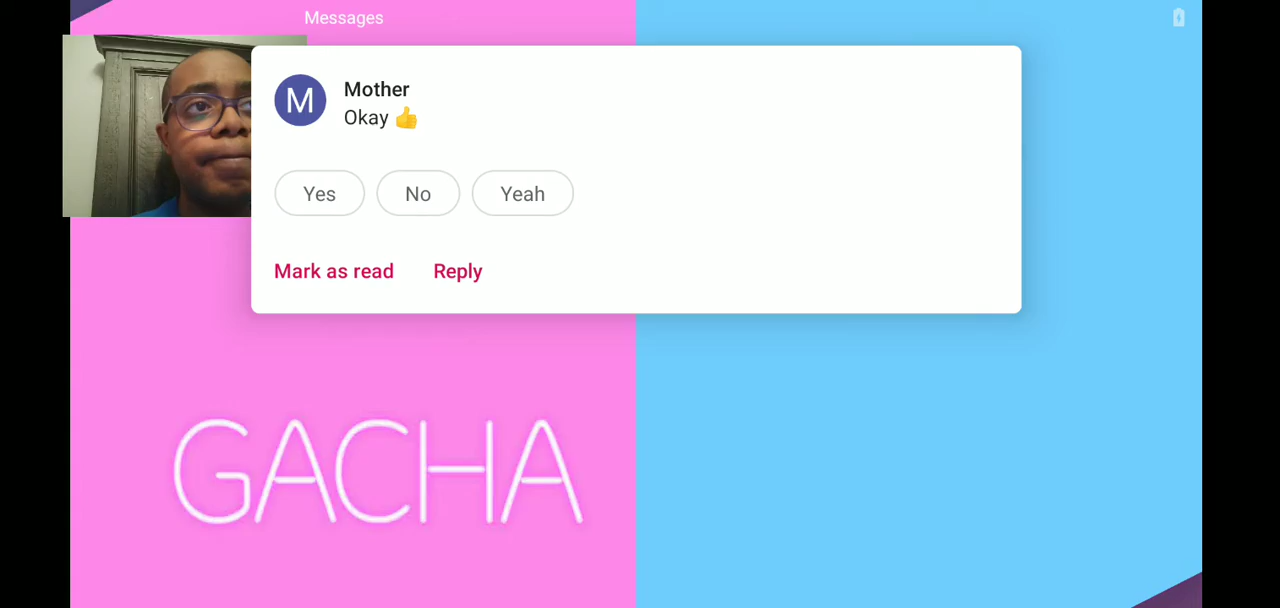 Messages
M
Mother
Okay 👍
Yes
No
Yeah
Mark as read
Reply
GACHA